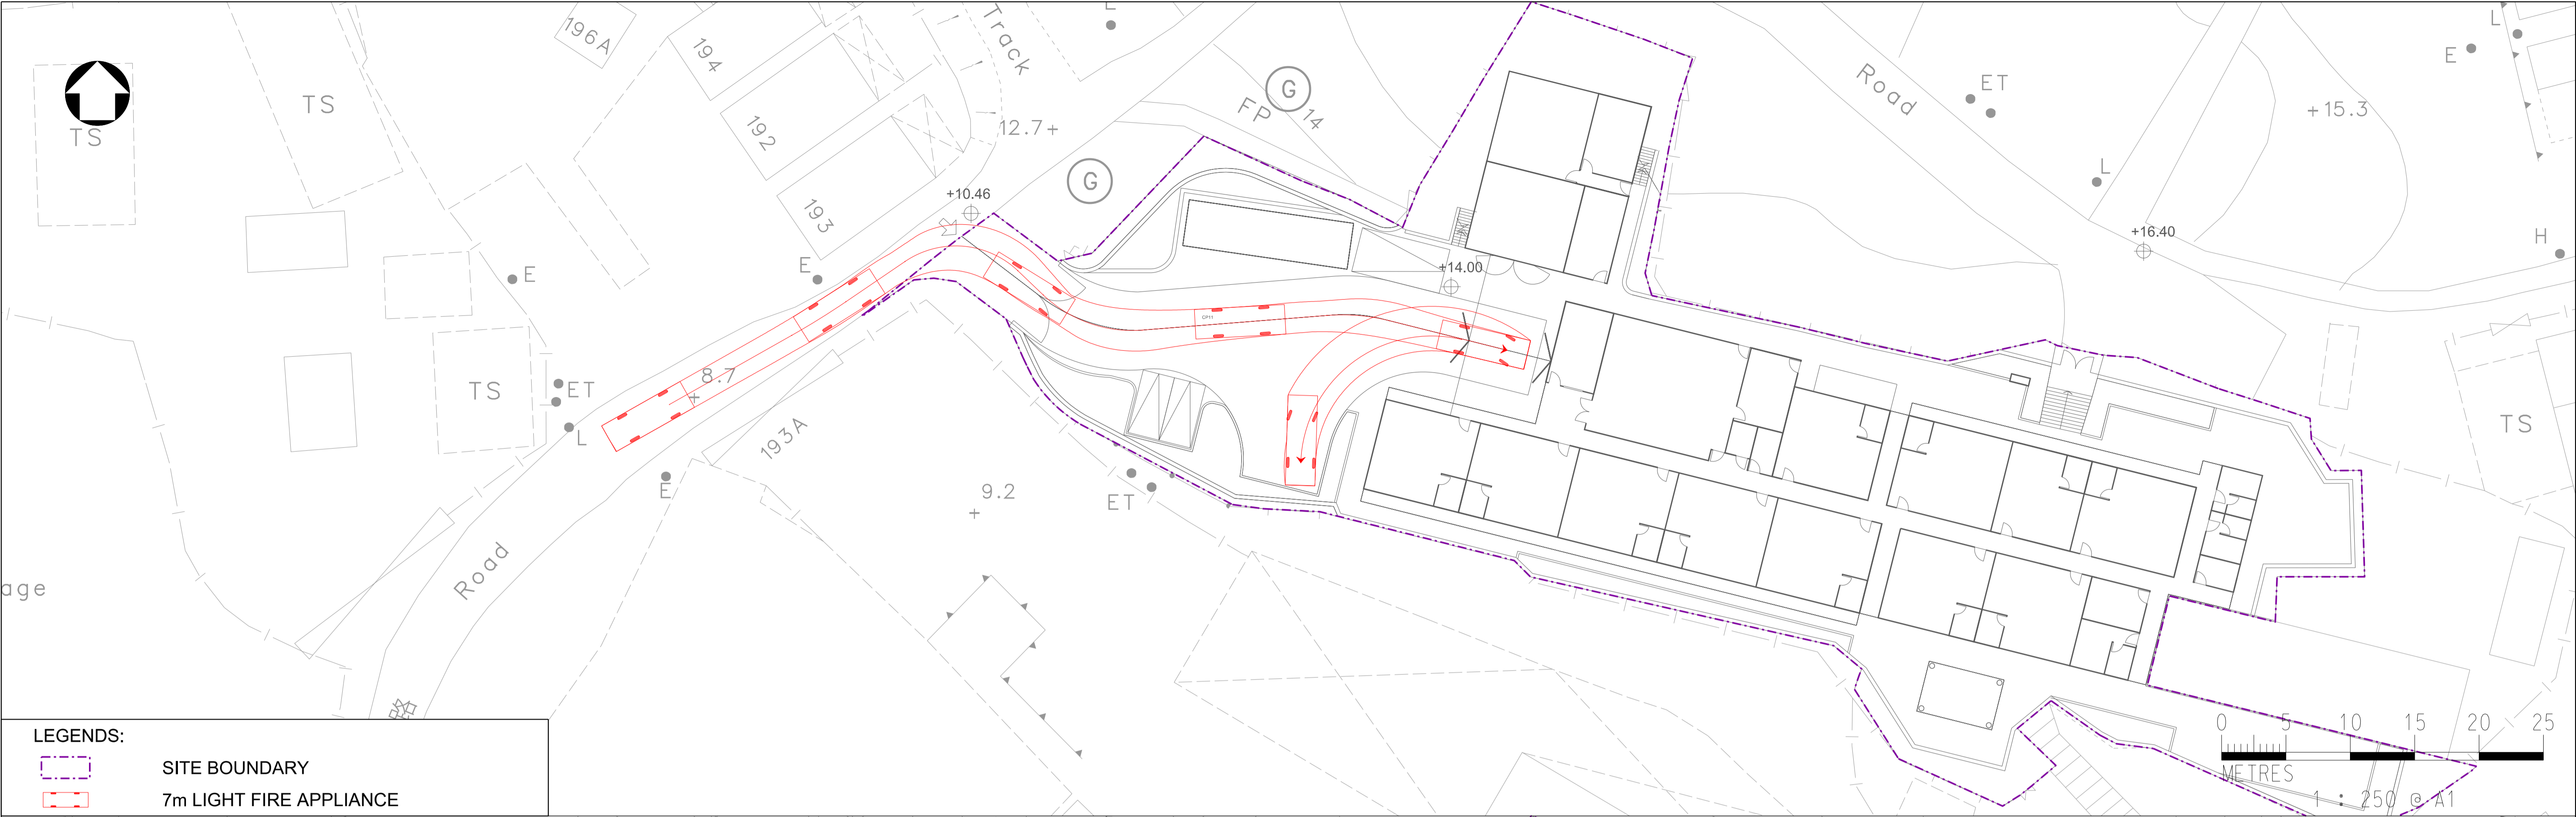 L
196A
194
Track
L
E
ET
Road
G
FP
14
TS
TS
192
12.7+
+15.3
193
G
+10.46
L
+16.40
H
E
E
+14.00
CP11
8.7
+
TS
ET
L
TS
193A
E
9.2
+
ET
Road
age
路
LEGENDS:
SITE BOUNDARY
7m LIGHT FIRE APPLIANCE
0 5 10 15 20 25
METRES
1 : 250 @ A1